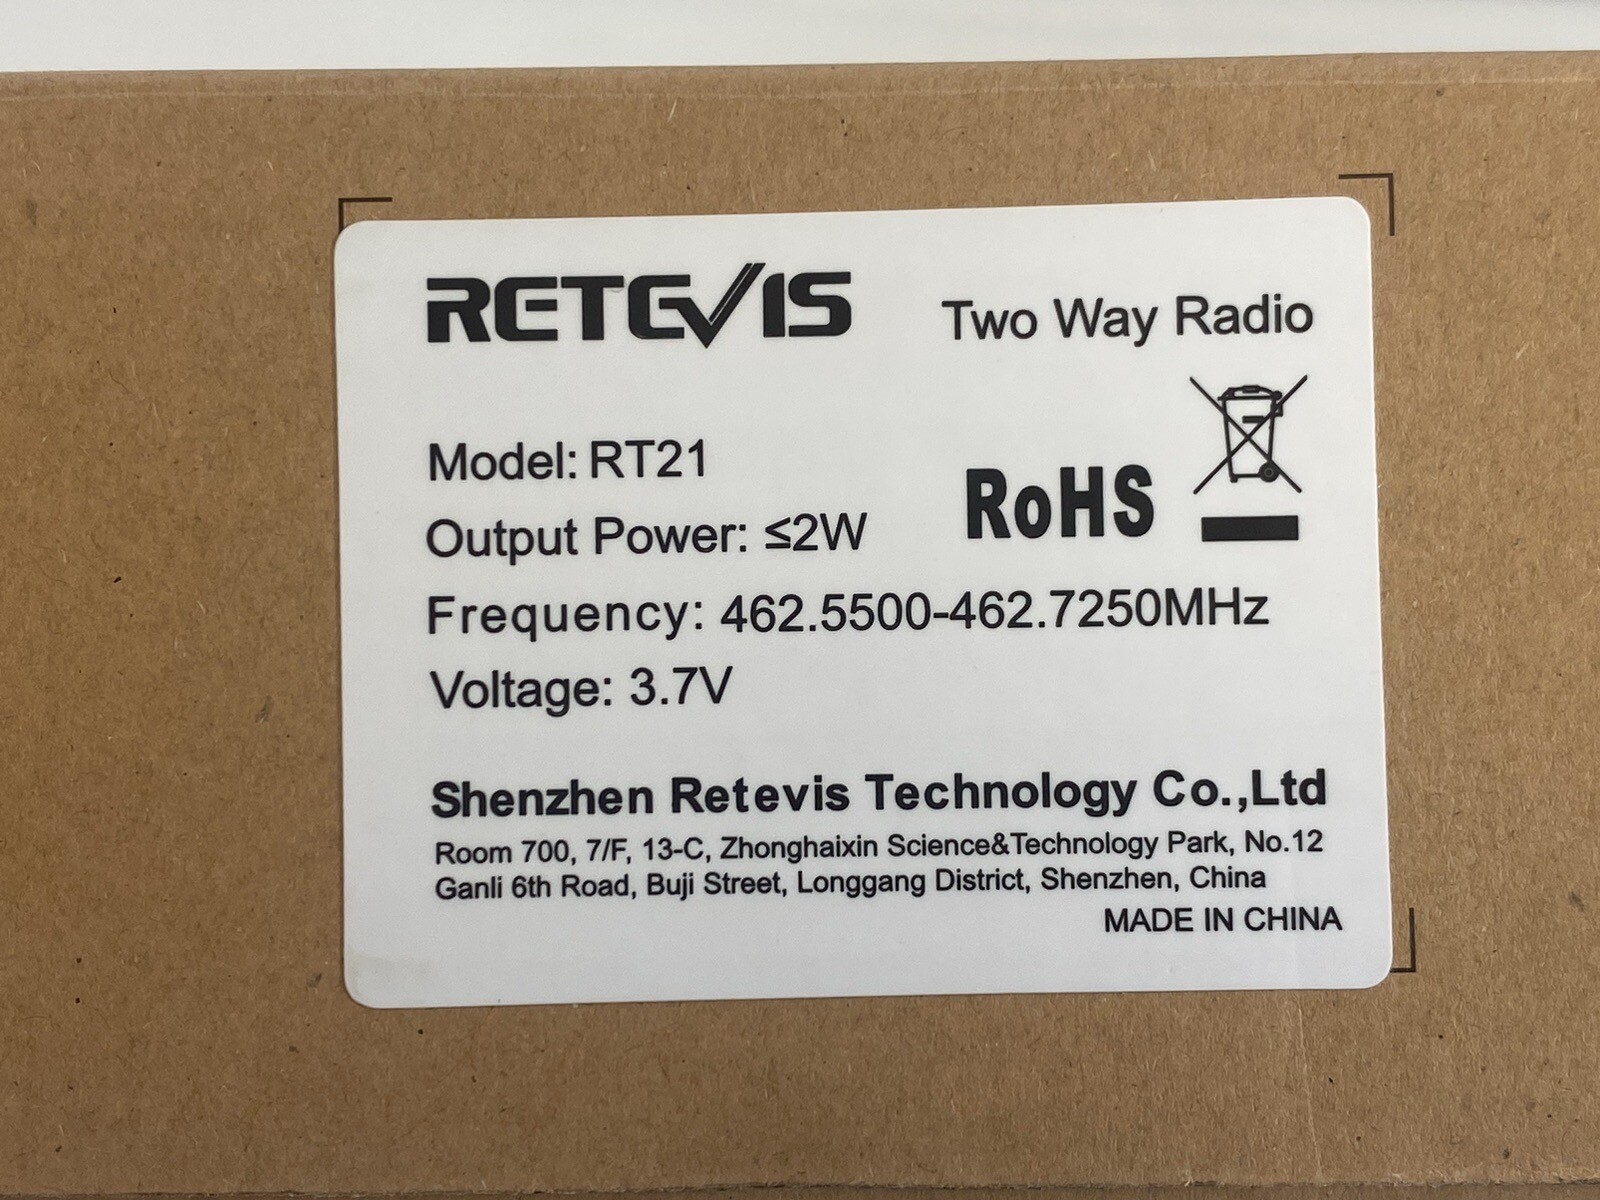 RETEVIS Two Way Radio
Model: RT21
Output Power: ≤2W
RoHS
Frequency: 462.5500-462.7250MHz
Voltage: 3.7V
Shenzhen Retevis Technology Co.,Ltd
Room 700, 7/F, 13-C, Zhonghaixin Science&Technology Park, No.12
Ganli 6th Road, Buji Street, Longgang District, Shenzhen, China
MADE IN CHINA